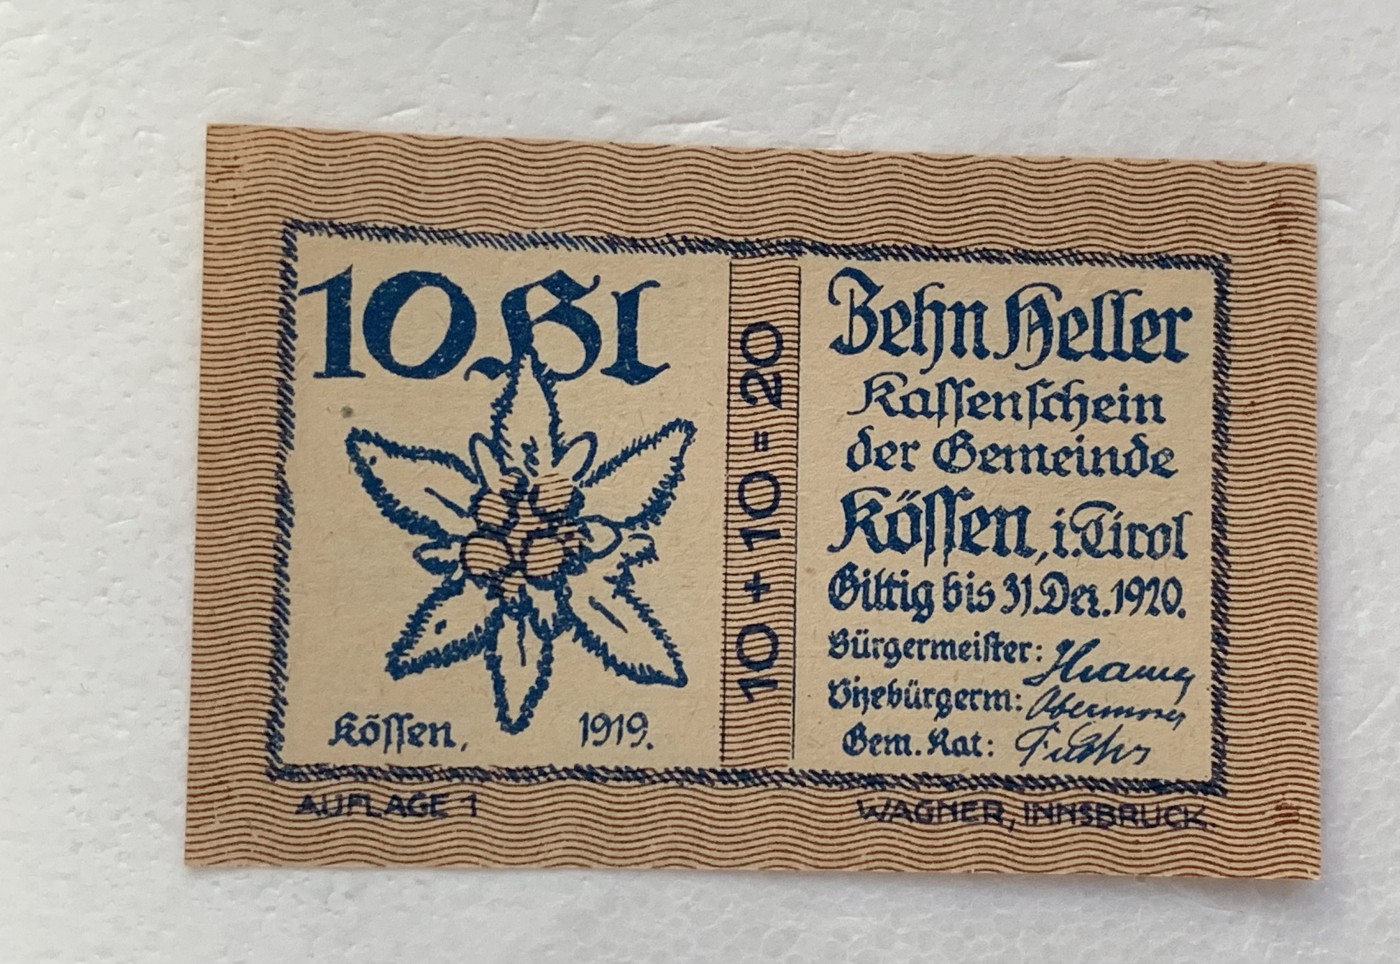 10 Hl
Kössen, 1919.
10 + 10 = 20
Zehn Heller
Kassenschein
der Gemeinde
Kössen, i. Tirol
Giltig bis 31. Dez. 1920.
Bürgermeister:
Vizebürgerm: Obermoser
Gem. Rat:
AUFLAGE 1
WAGNER, INNSBRUCK.